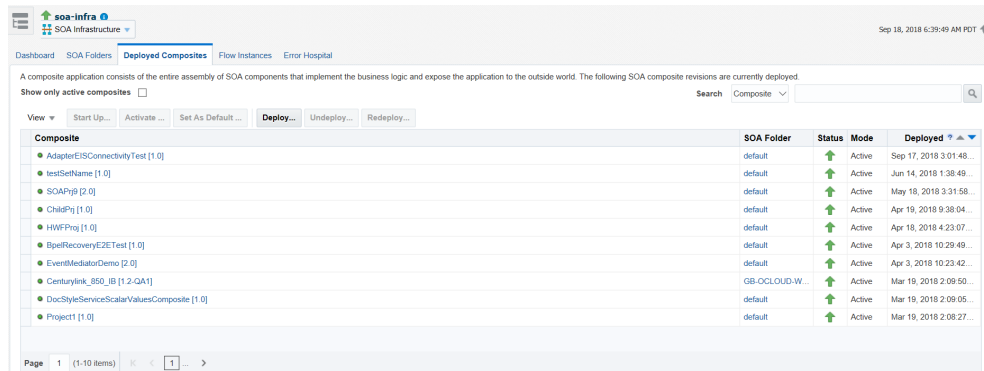 soa-infra
SOA Infrastructure
Sep 18, 2018 6:39:49 AM PDT
Dashboard SOA Folders Deployed Composites Flow Instances Error Hospital
A composite application consists of the entire assembly of SOA components that implement the business logic and expose the application to the outside world. The following SOA composite revisions are currently deployed.
Show only active composites Search Composite
View Start Up... Activate ... Set As Default ... Deploy... Undeploy... Redeploy...
Composite SOA Folder Status Mode Deployed ?
AdapterEISConnectivityTest [1.0] default Active Sep 17, 2018 3:01:48...
testSetName [1.0] default Active Jun 14, 2018 1:38:49...
SOAPrj9 [2.0] default Active May 18, 2018 3:31:58...
ChildPrj [1.0] default Active Apr 19, 2018 9:38:04...
HWFProj [1.0] default Active Apr 18, 2018 4:23:07...
BpelRecoveryE2ETest [1.0] default Active Apr 3, 2018 10:29:49...
EventMediatorDemo [2.0] default Active Apr 3, 2018 10:23:42...
Centurylink_850_IB [1.2-QA1] GB-OCLOUD-W... Active Mar 19, 2018 2:09:50...
DocStyleServiceScalarValuesComposite [1.0] default Active Mar 19, 2018 2:09:05...
Project1 [1.0] default Active Mar 19, 2018 2:08:27...
Page 1 (1-10 items) 1 ...